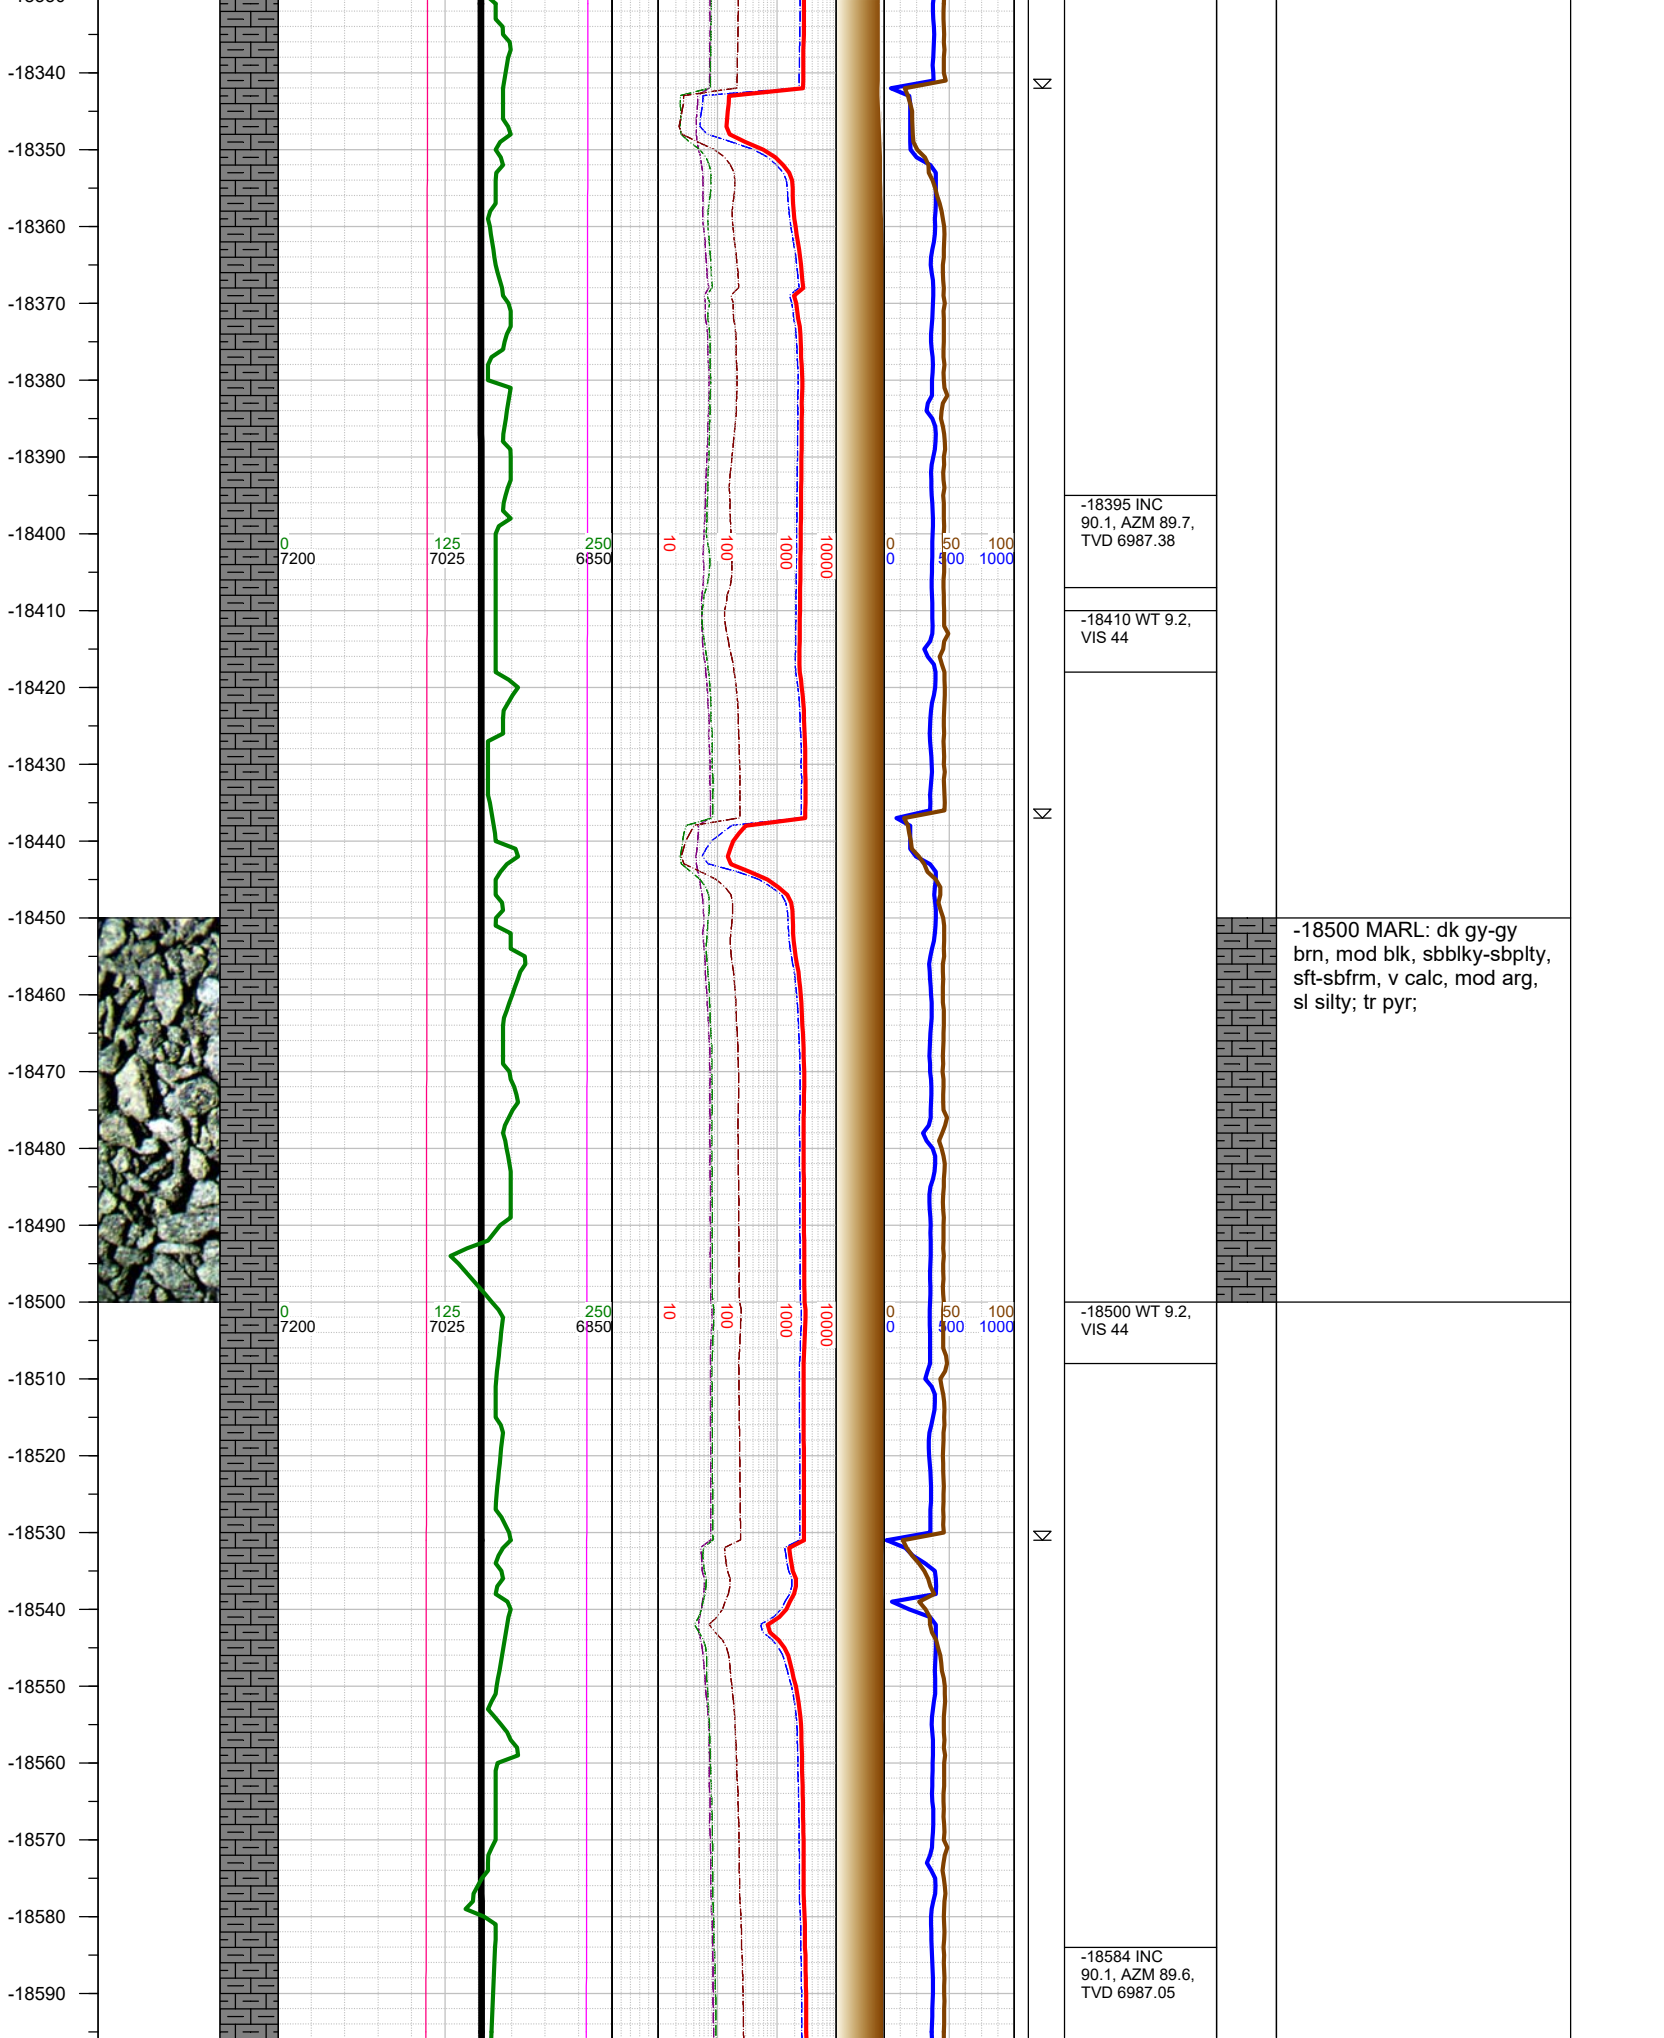 -18340
-18350
-18360
-18370
-18380
-18390
-18395 INC
90.1, AZM 89.7,
TVD 6987.38
-18400
0 125 250
7200 7025 6850
10 100 1000 10000
0 50 100
0 500 1000
-18410
-18410 WT 9.2,
VIS 44
-18420
-18430
-18440
-18450
-18500 MARL: dk gy-gy
brn, mod blk, sbblky-sbplty,
sft-sbfrm, v calc, mod arg,
sl silty; tr pyr;
-18460
-18470
-18480
-18490
-18500
0 125 250
7200 7025 6850
10 100 1000 10000
0 50 100
0 500 1000
-18500 WT 9.2,
VIS 44
-18510
-18520
-18530
-18540
-18550
-18560
-18570
-18580
-18584 INC
90.1, AZM 89.6,
TVD 6987.05
-18590